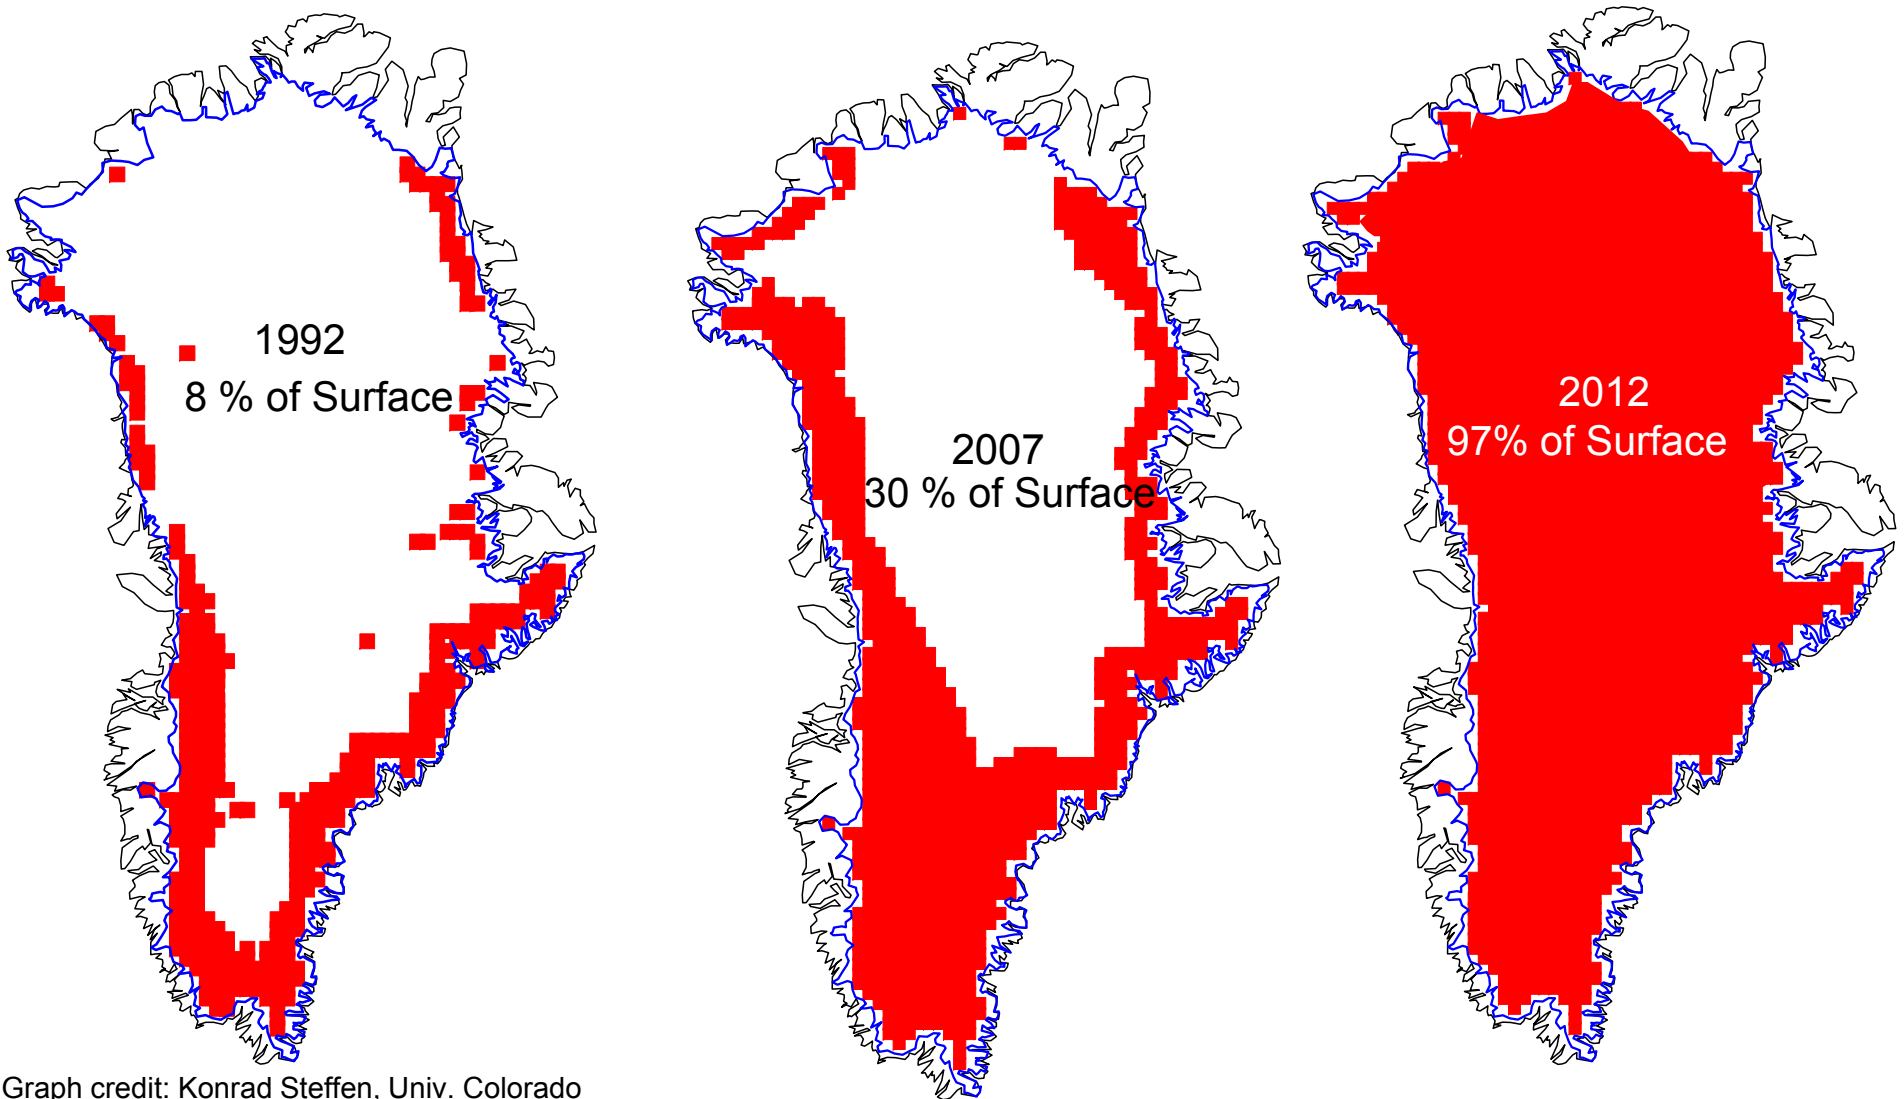 1992
8 % of Surface
2007
30 % of Surface
2012
97% of Surface
Graph credit: Konrad Steffen, Univ. Colorado